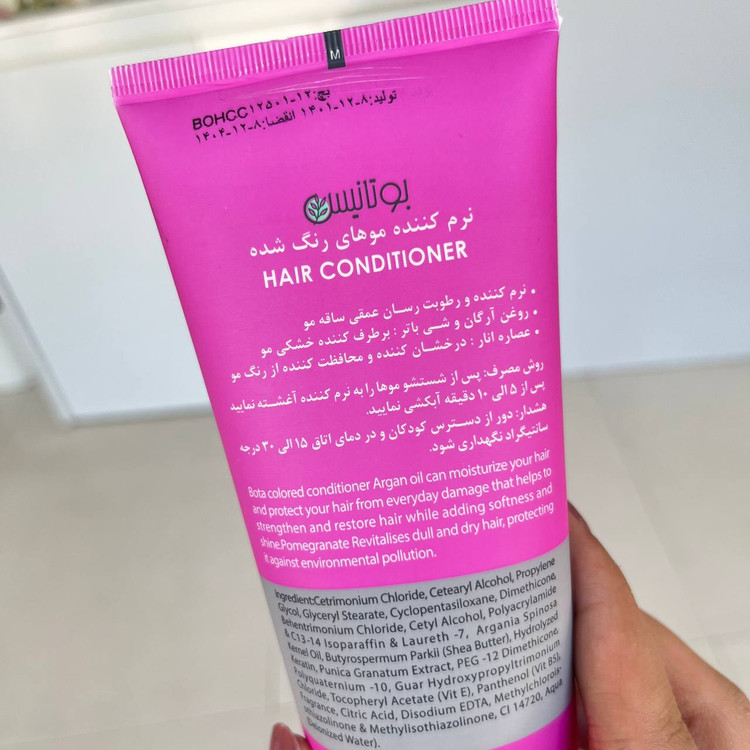 M
بچ: BOHCC۱۲۵۰۱-۱۲
تولید: ۱۴۰۱-۱۲-۰۸ انقضا: ۱۴۰۴-۱۲-۰۸
بوتانیس
نرم کننده موهای رنگ شده
HAIR CONDITIONER
• نرم کننده و رطوبت رسان عمقی ساقه مو
• روغن آرگان و شی باتر : برطرف کننده خشکی مو
• عصاره انار : درخشان کننده و محافظت کننده از رنگ مو
روش مصرف: پس از شستشو موها را به نرم کننده آغشته نمایید
پس از ۵ الی ۱۰ دقیقه آبکشی نمایید.
هشدار: دور از دسترس کودکان و در دمای اتاق ۱۵ الی ۳۰ درجه
سانتیگراد نگهداری شود.
Bota colored conditioner Argan oil can moisturize your hair
and protect your hair from everyday damage that helps to
strengthen and restore hair while adding softness and
shine.Pomegranate Revitalises dull and dry hair, protecting
it against environmental pollution.
Ingredient:Cetrimonium Chloride, Cetearyl Alcohol, Propylene
Glycol, Glyceryl Stearate, Cyclopentasiloxane, Dimethicone,
Behentrimonium Chloride, Cetyl Alcohol, Polyacrylamide
& C13-14 Isoparaffin & Laureth -7, Argania Spinosa
Kernel Oil, Butyrospermum Parkii (Shea Butter), Hydrolyzed
Keratin, Punica Granatum Extract, PEG -12 Dimethicone,
Polyquaternium -10, Guar Hydroxypropyltrimonium
Chloride, Tocopheryl Acetate (Vit E), Panthenol (Vit B5),
Fragrance, Citric Acid, Disodium EDTA, Methylchlorois-
othiazolinone & Methylisothiazolinone, CI 14720, Aqua
(Deionized Water).